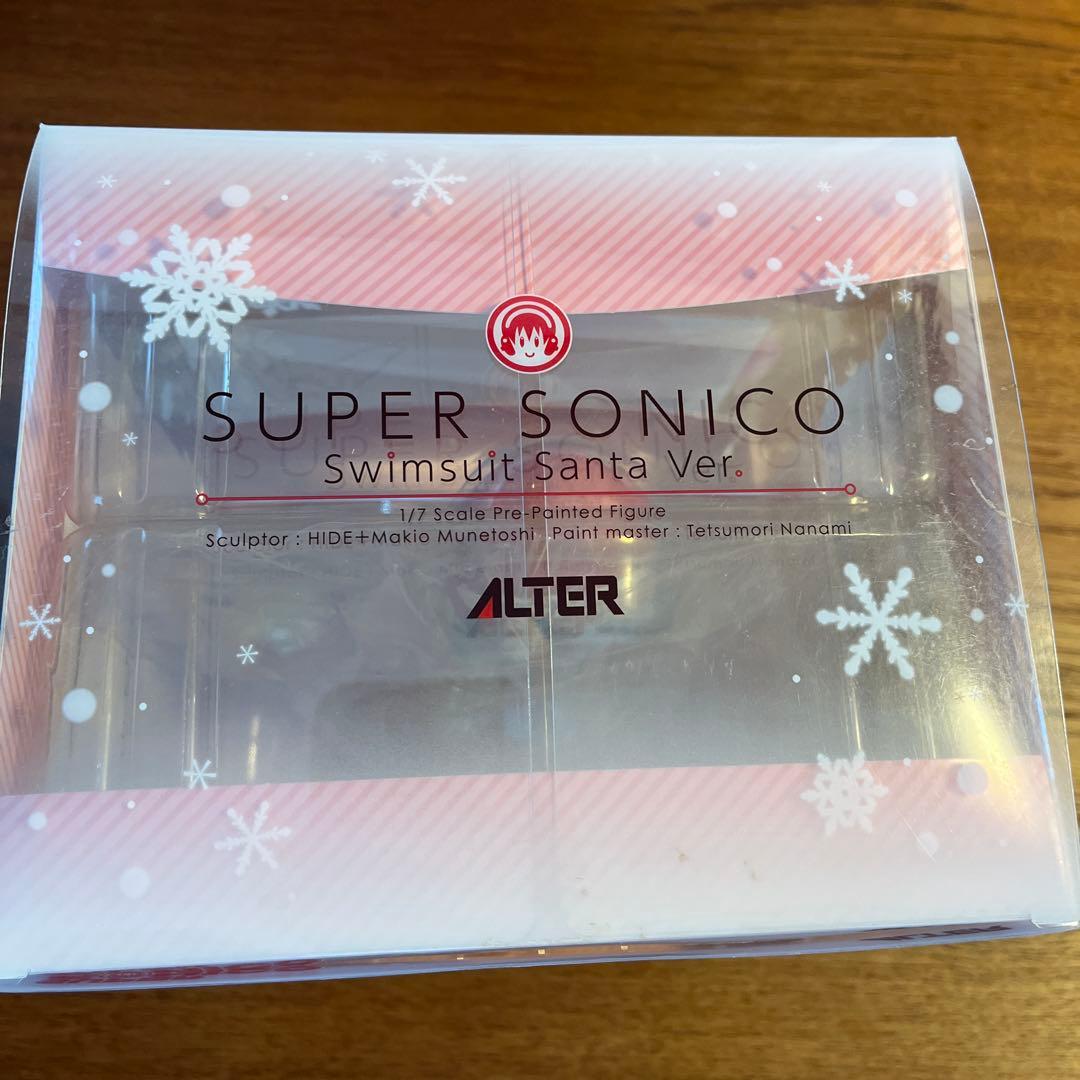 SUPER SONICO
Swimsuit Santa Ver.
1/7 Scale Pre-Painted Figure
Sculptor : HIDE+Makio Munetoshi Paint master : Tetsumori Nanami
ALTER